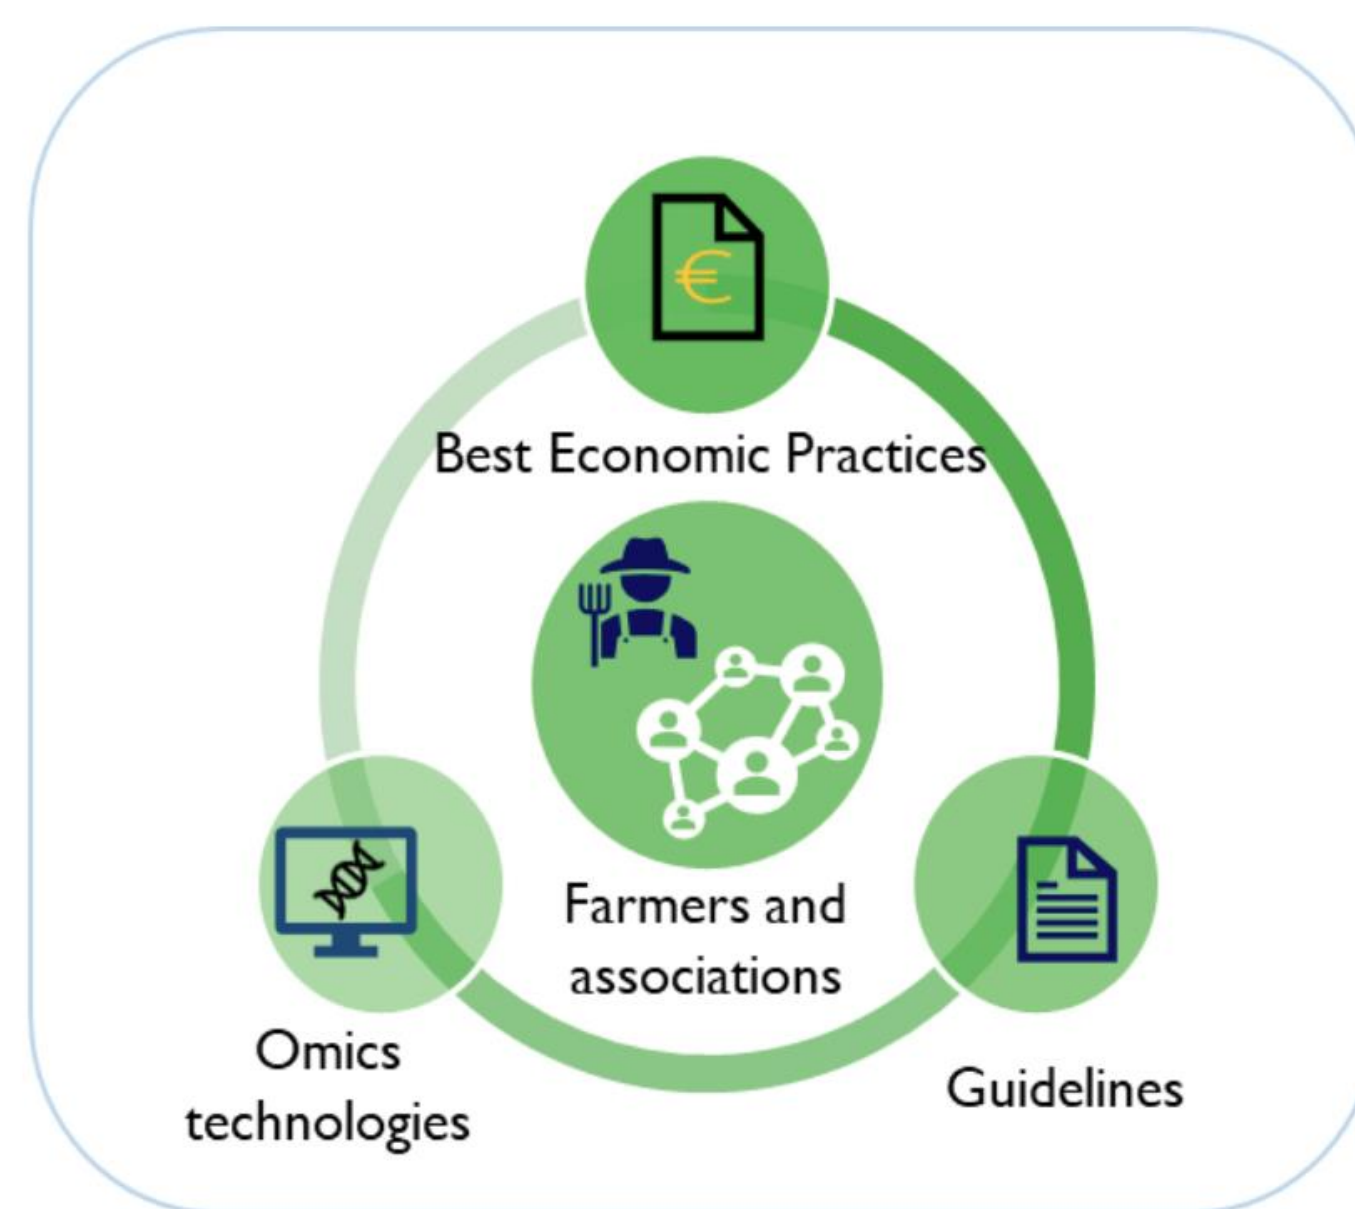 €
Best Economic Practices
Farmers and
associations
Omics
technologies
Guidelines